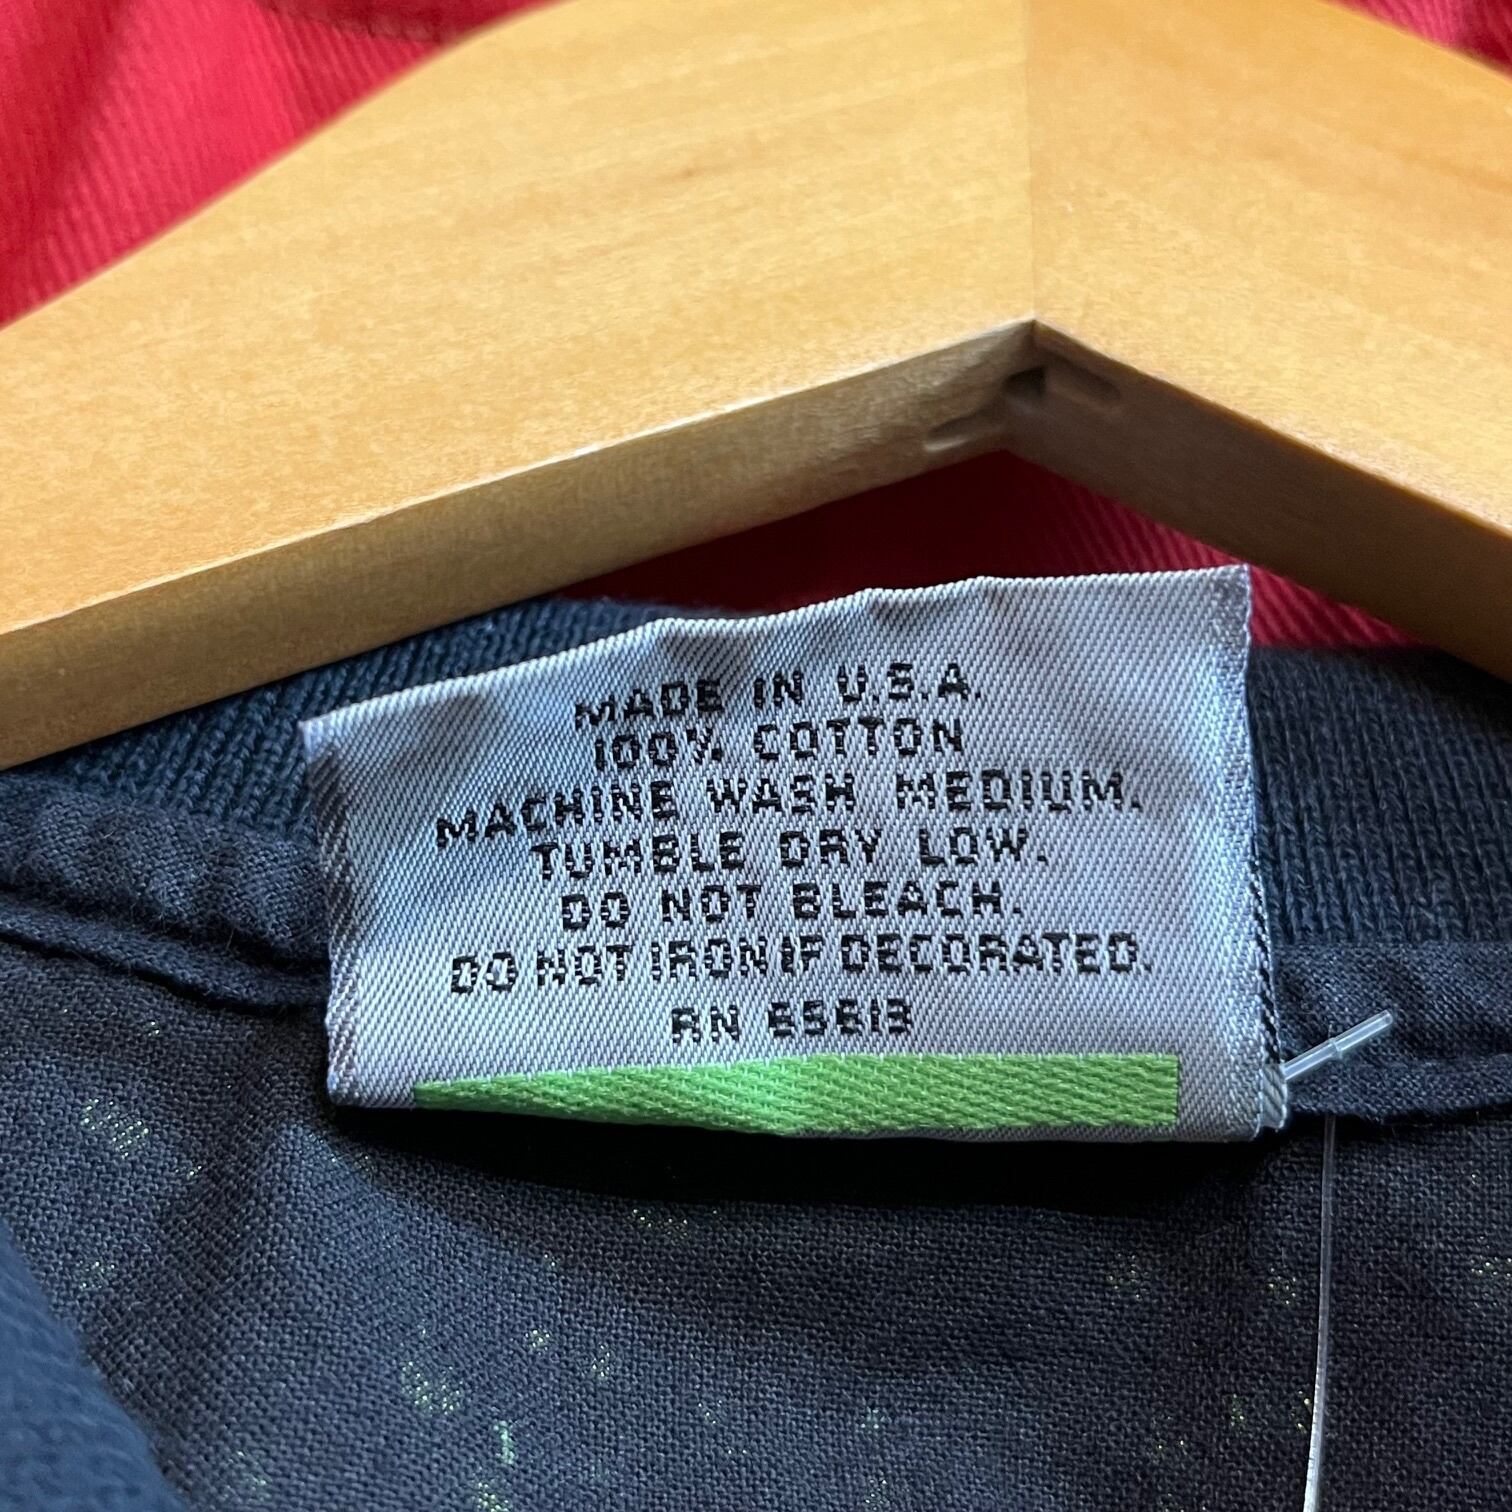 MADE IN U.S.A.
100% COTTON
MACHINE WASH MEDIUM.
TUMBLE DRY LOW.
DO NOT BLEACH.
DO NOT IRON IF DECORATED.
RN 65613